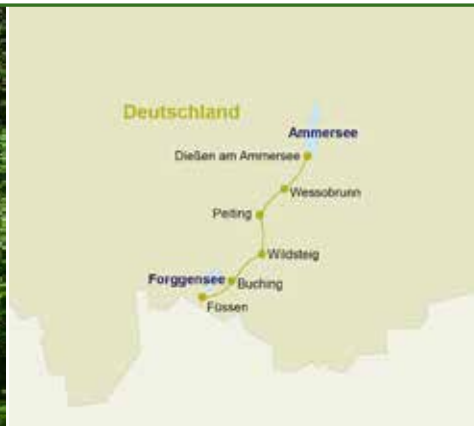 Deutschland
Ammersee
Dießen am Ammersee
Wessobrunn
Peiting
Wildsteig
Forggensee
Buching
Füssen